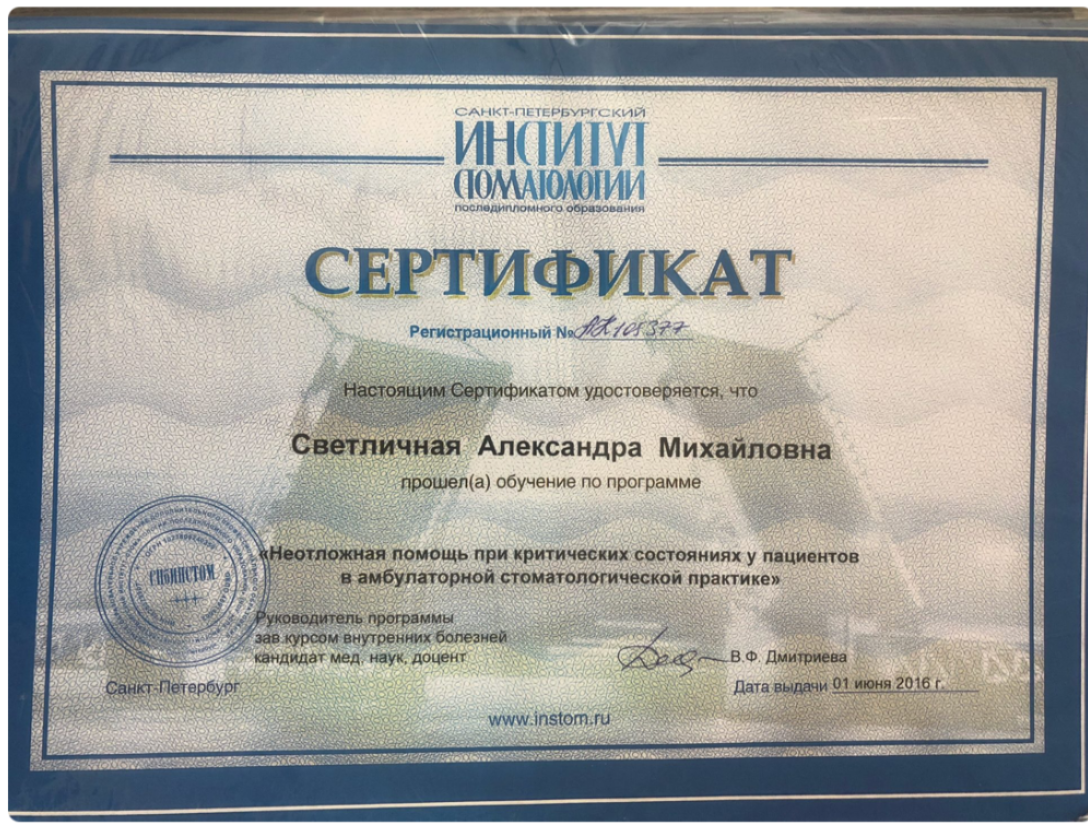 САНКТ-ПЕТЕРБУРГСКИЙ
ИНСТИТУТ
СТОМАТОЛОГИИ
последипломного образования
СЕРТИФИКАТ
Регистрационный № АК105377
Настоящим Сертификатом удостоверяется, что
Светличная Александра Михайловна
прошел(а) обучение по программе
«Неотложная помощь при критических состояниях у пациентов
в амбулаторной стоматологической практике»
СПБИНСТОМ
Руководитель программы
зав.курсом внутренних болезней
кандидат мед. наук, доцент
В.Ф. Дмитриева
Санкт-Петербург
Дата выдачи 01 июня 2016 г.
www.instom.ru